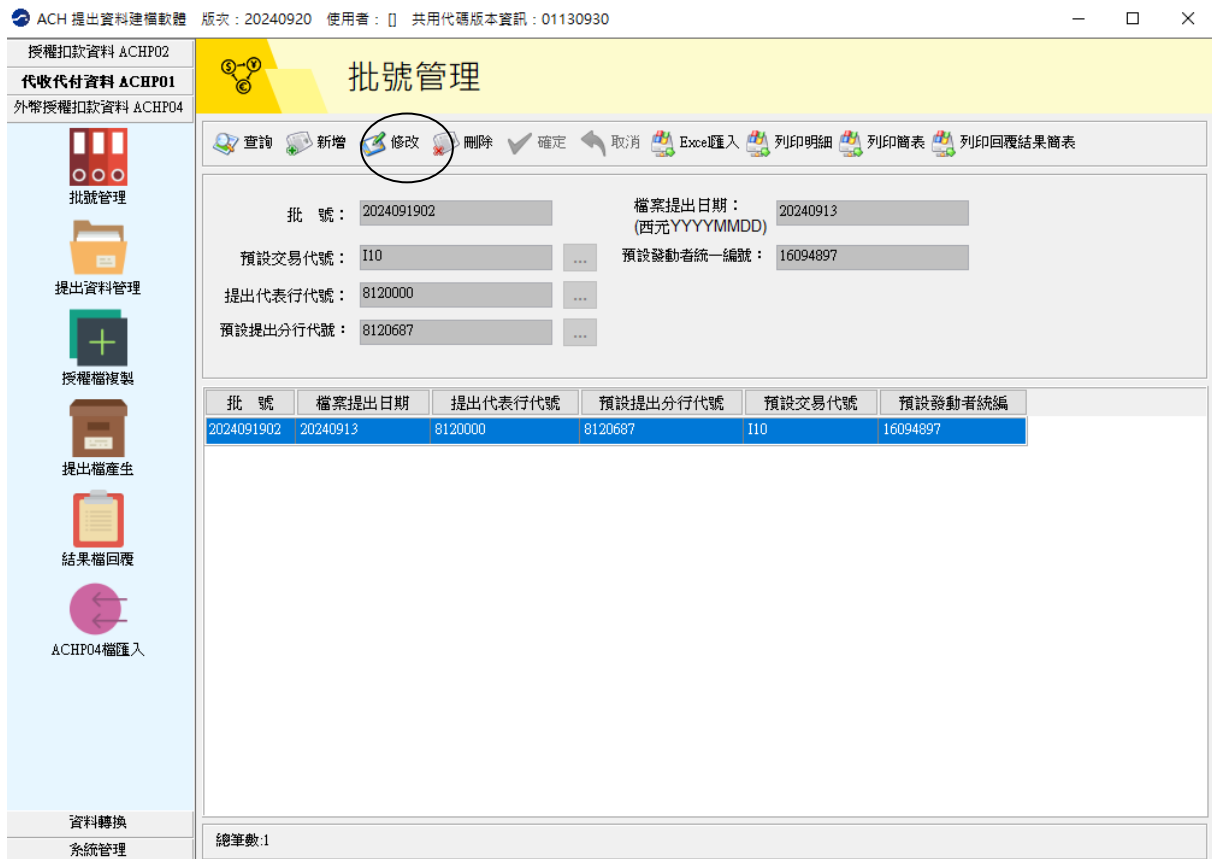 ACH 提出資料建檔軟體 版次：20240920 使用者： [] 共用代碼版本資訊：01130930
授權扣款資料 ACHP02
代收代付資料 ACHP01
外幣授權扣款資料 ACHP04
批號管理
提出資料管理
授權檔複製
提出檔產生
結果檔回覆
ACHP04檔匯入
資料轉換
系統管理
批號管理
查詢 新增 修改 刪除 確定 取消 Excel匯入 列印明細 列印簡表 列印回覆結果簡表
批 號： 2024091902 檔案提出日期： 20240913
(西元YYYYMMDD)
預設交易代號： I10 ... 預設發動者統一編號： 16094897
提出代表行代號： 8120000 ...
預設提出分行代號： 8120687 ...
批 號 檔案提出日期 提出代表行代號 預設提出分行代號 預設交易代號 預設發動者統編
2024091902 20240913 8120000 8120687 I10 16094897
總筆數:1